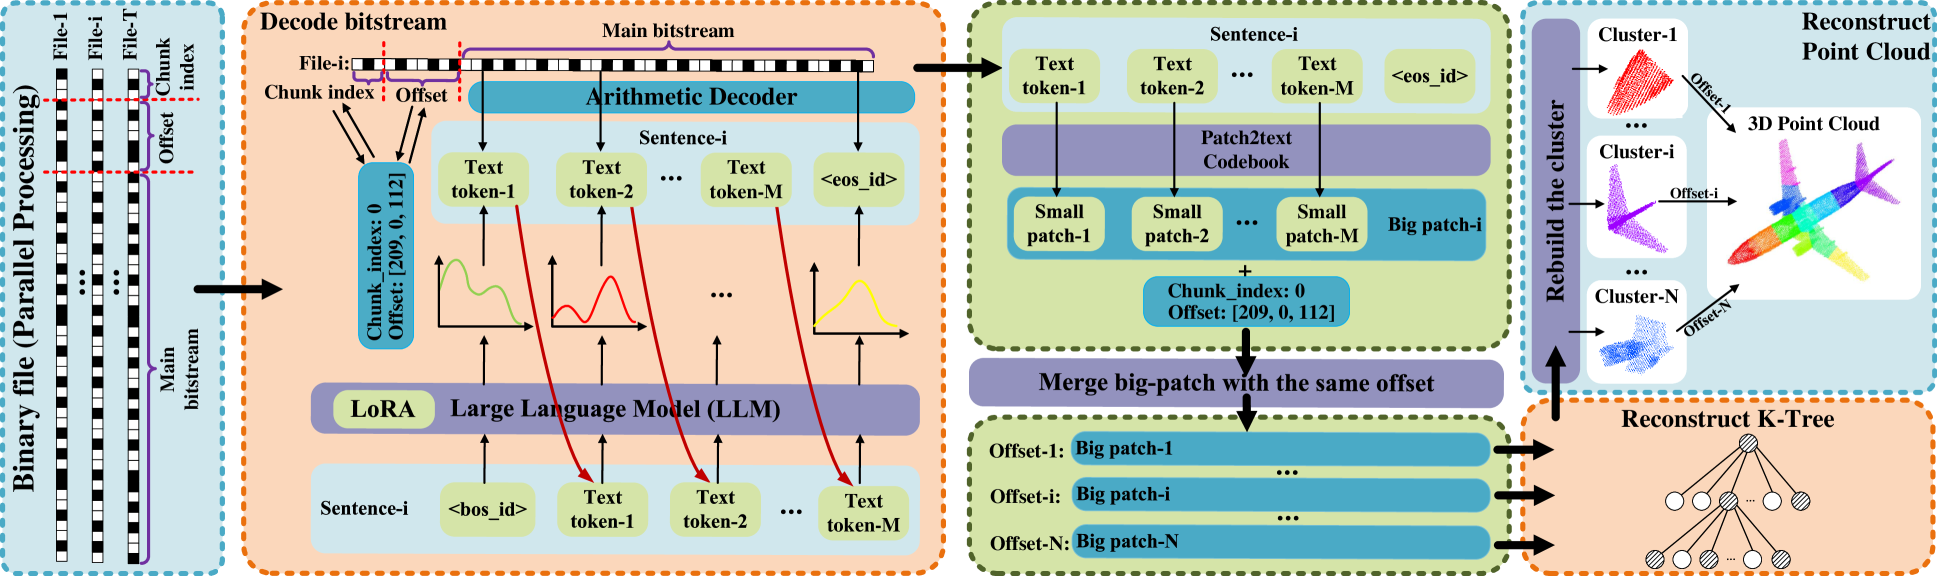 Binary file (Parallel Processing)
File-1
File-i
File-T
Chunk
index
Offset
Main
bitstream
...
...
Decode bitstream
Main bitstream
File-i:
Chunk index
Offset
Arithmetic Decoder
Sentence-i
Text
token-1
Text
token-2
...
Text
token-M
<eos_id>
Chunk_index: 0
Offset: [209, 0, 112]
...
LoRA
Large Language Model (LLM)
Sentence-i
<bos_id>
Text
token-1
Text
token-2
...
Text
token-M
Sentence-i
Text
token-1
Text
token-2
...
Text
token-M
<eos_id>
Patch2text
Codebook
Small
patch-1
Small
patch-2
...
Small
patch-M
Big patch-i
+
Chunk_index: 0
Offset: [209, 0, 112]
Merge big-patch with the same offset
Offset-1:
Big patch-1
...
Offset-i:
Big patch-i
...
Offset-N:
Big patch-N
Reconstruct
Point Cloud
Rebuild the cluster
Cluster-1
Offset-1
...
Cluster-i
Offset-i
...
Cluster-N
Offset-N
3D Point Cloud
Reconstruct K-Tree
...
...